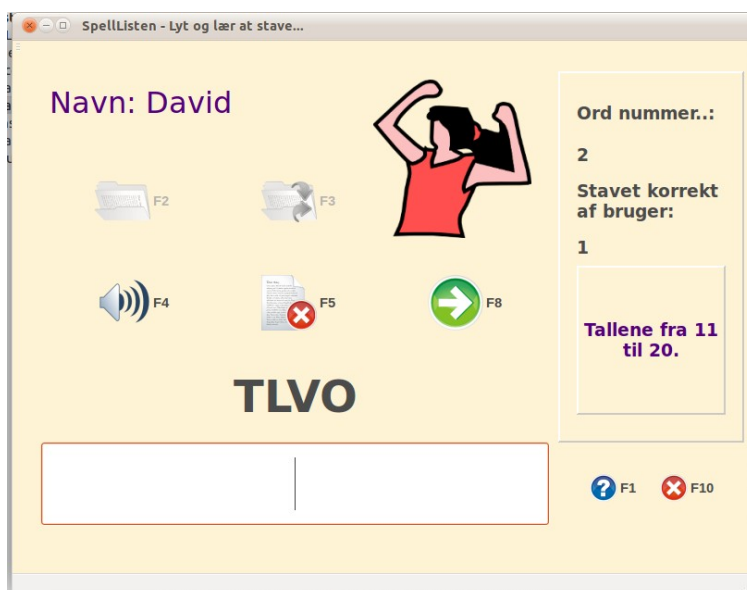 SpellListen - Lyt og lær at stave...
Navn: David
F2
F3
F4
F5
F8
TLVO
Ord nummer..:
2
Stavet korrekt
af bruger:
1
Tallene fra 11
til 20.
F1
F10